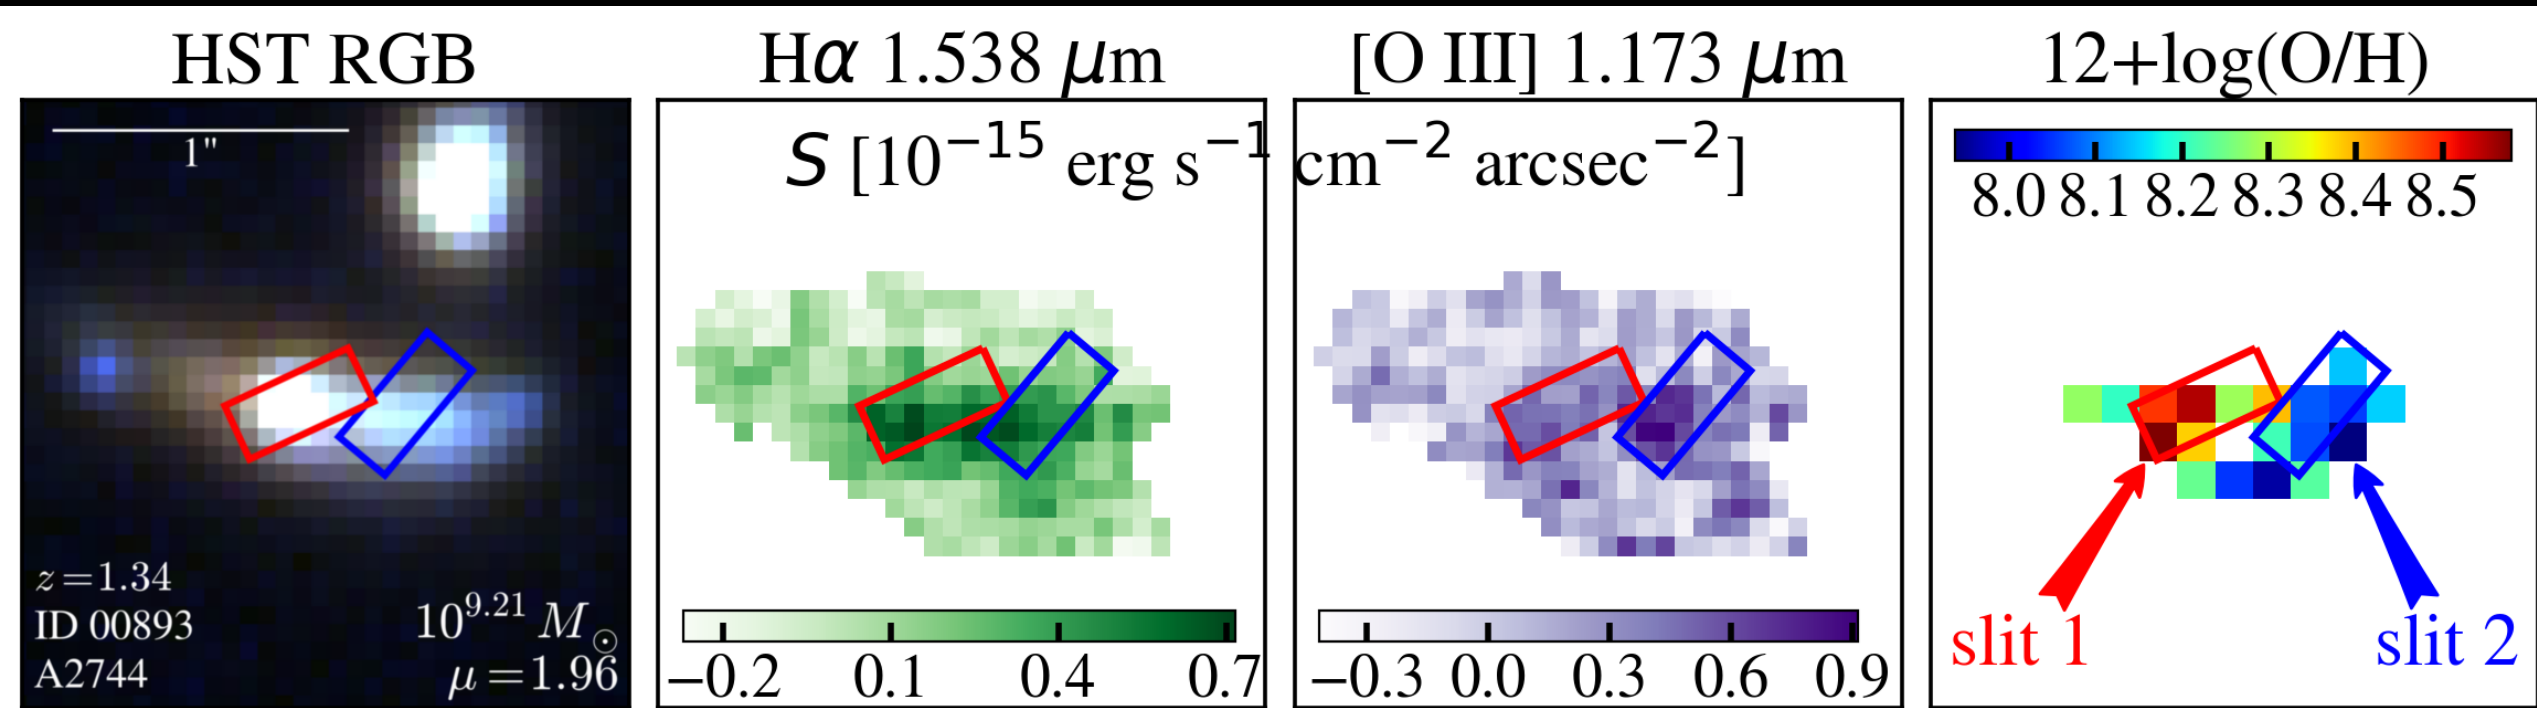 HST RGB
Hα 1.538 μm
[O III] 1.173 μm
12+log(O/H)
1"
S [10⁻¹⁵ erg s⁻¹ cm⁻² arcsec⁻²]
8.0 8.1 8.2 8.3 8.4 8.5
z=1.34
ID 00893
A2744
10⁹·²¹ M⊙
μ=1.96
−0.2 0.1 0.4 0.7
−0.3 0.0 0.3 0.6 0.9
slit 1
slit 2